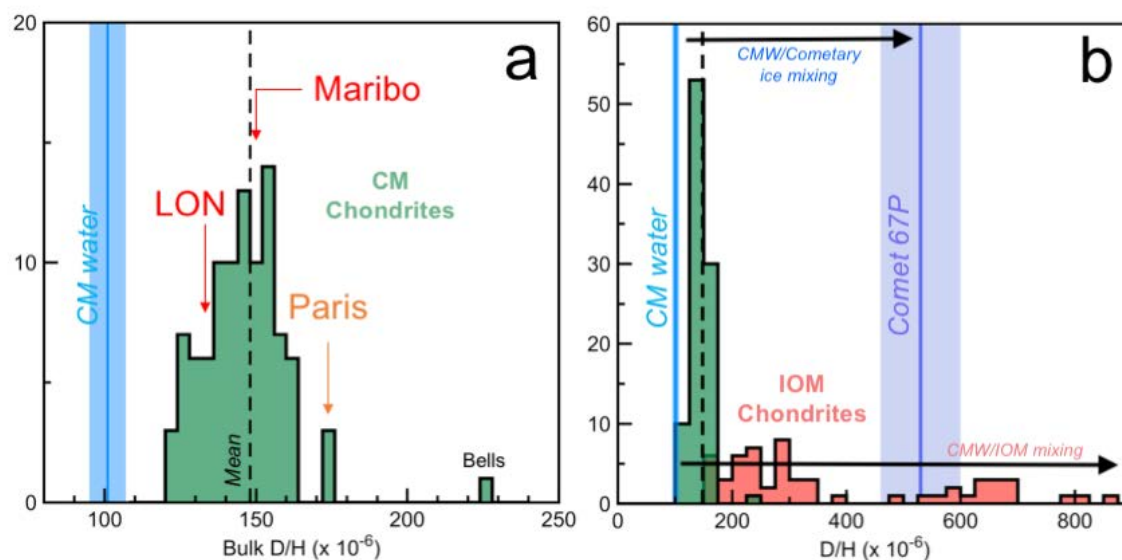 a
20
10
0
100
150
200
250
Bulk D/H (x 10⁻⁶)
CM water
LON
Maribo
CM
Chondrites
Paris
Mean
Bells
b
60
50
40
30
20
10
0
0
200
400
600
800
D/H (x 10⁻⁶)
CM water
CMW/Cometary
ice mixing
Comet 67P
IOM
Chondrites
CMW/IOM mixing